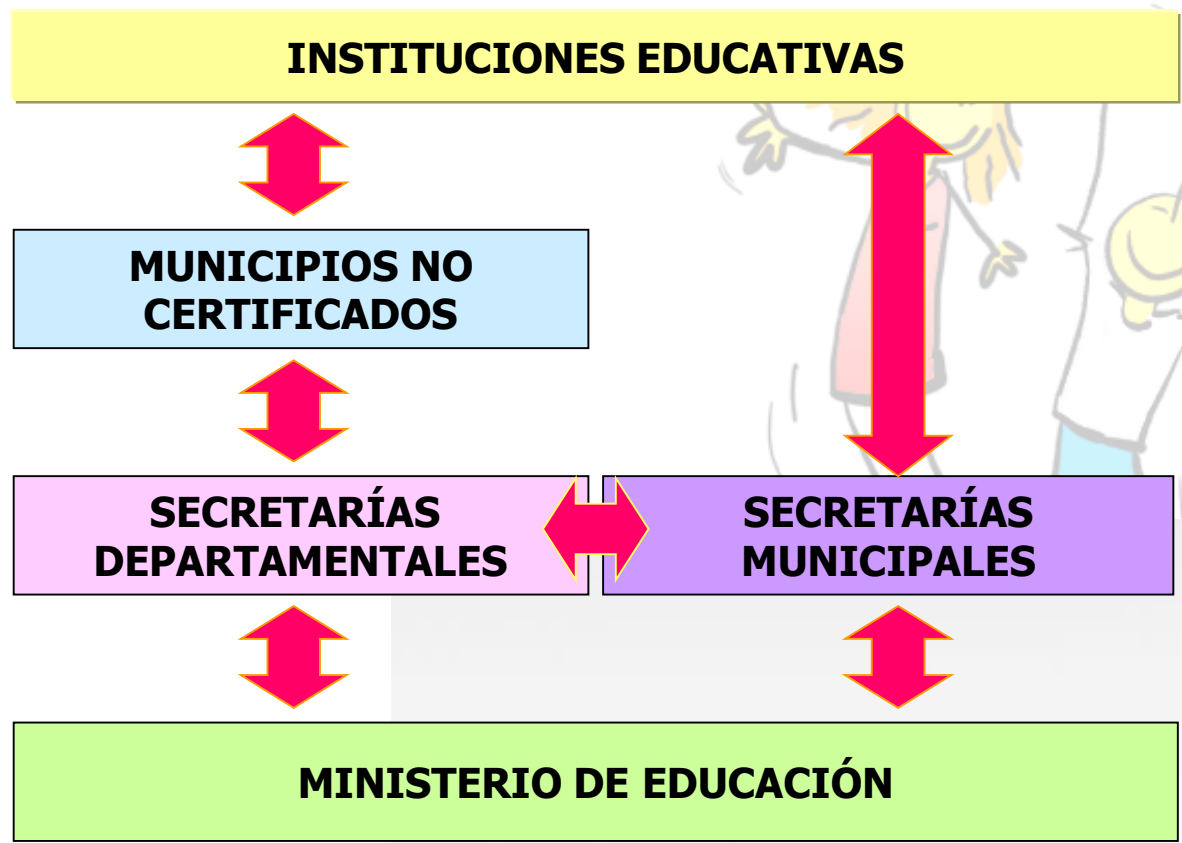 INSTITUCIONES EDUCATIVAS
MUNICIPIOS NO
CERTIFICADOS
SECRETARÍAS
DEPARTAMENTALES
SECRETARÍAS
MUNICIPALES
MINISTERIO DE EDUCACIÓN